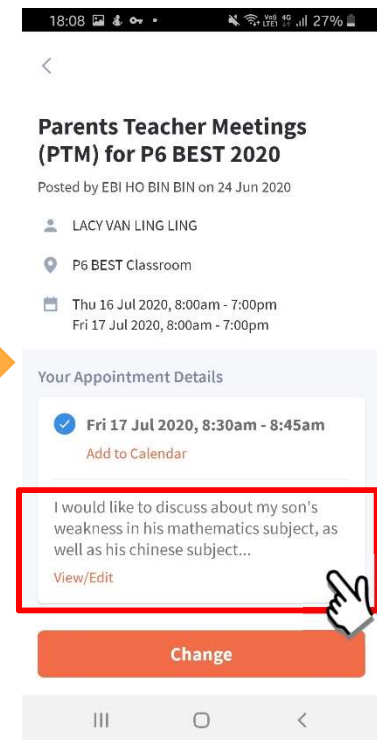 18:08 Vo)) LTE1 4G 27%
Parents Teacher Meetings
(PTM) for P6 BEST 2020
Posted by EBI HO BIN BIN on 24 Jun 2020
LACY VAN LING LING
P6 BEST Classroom
Thu 16 Jul 2020, 8:00am - 7:00pm
Fri 17 Jul 2020, 8:00am - 7:00pm
Your Appointment Details
Fri 17 Jul 2020, 8:30am - 8:45am
Add to Calendar
I would like to discuss about my son's
weakness in his mathematics subject, as
well as his chinese subject...
View/Edit
Change